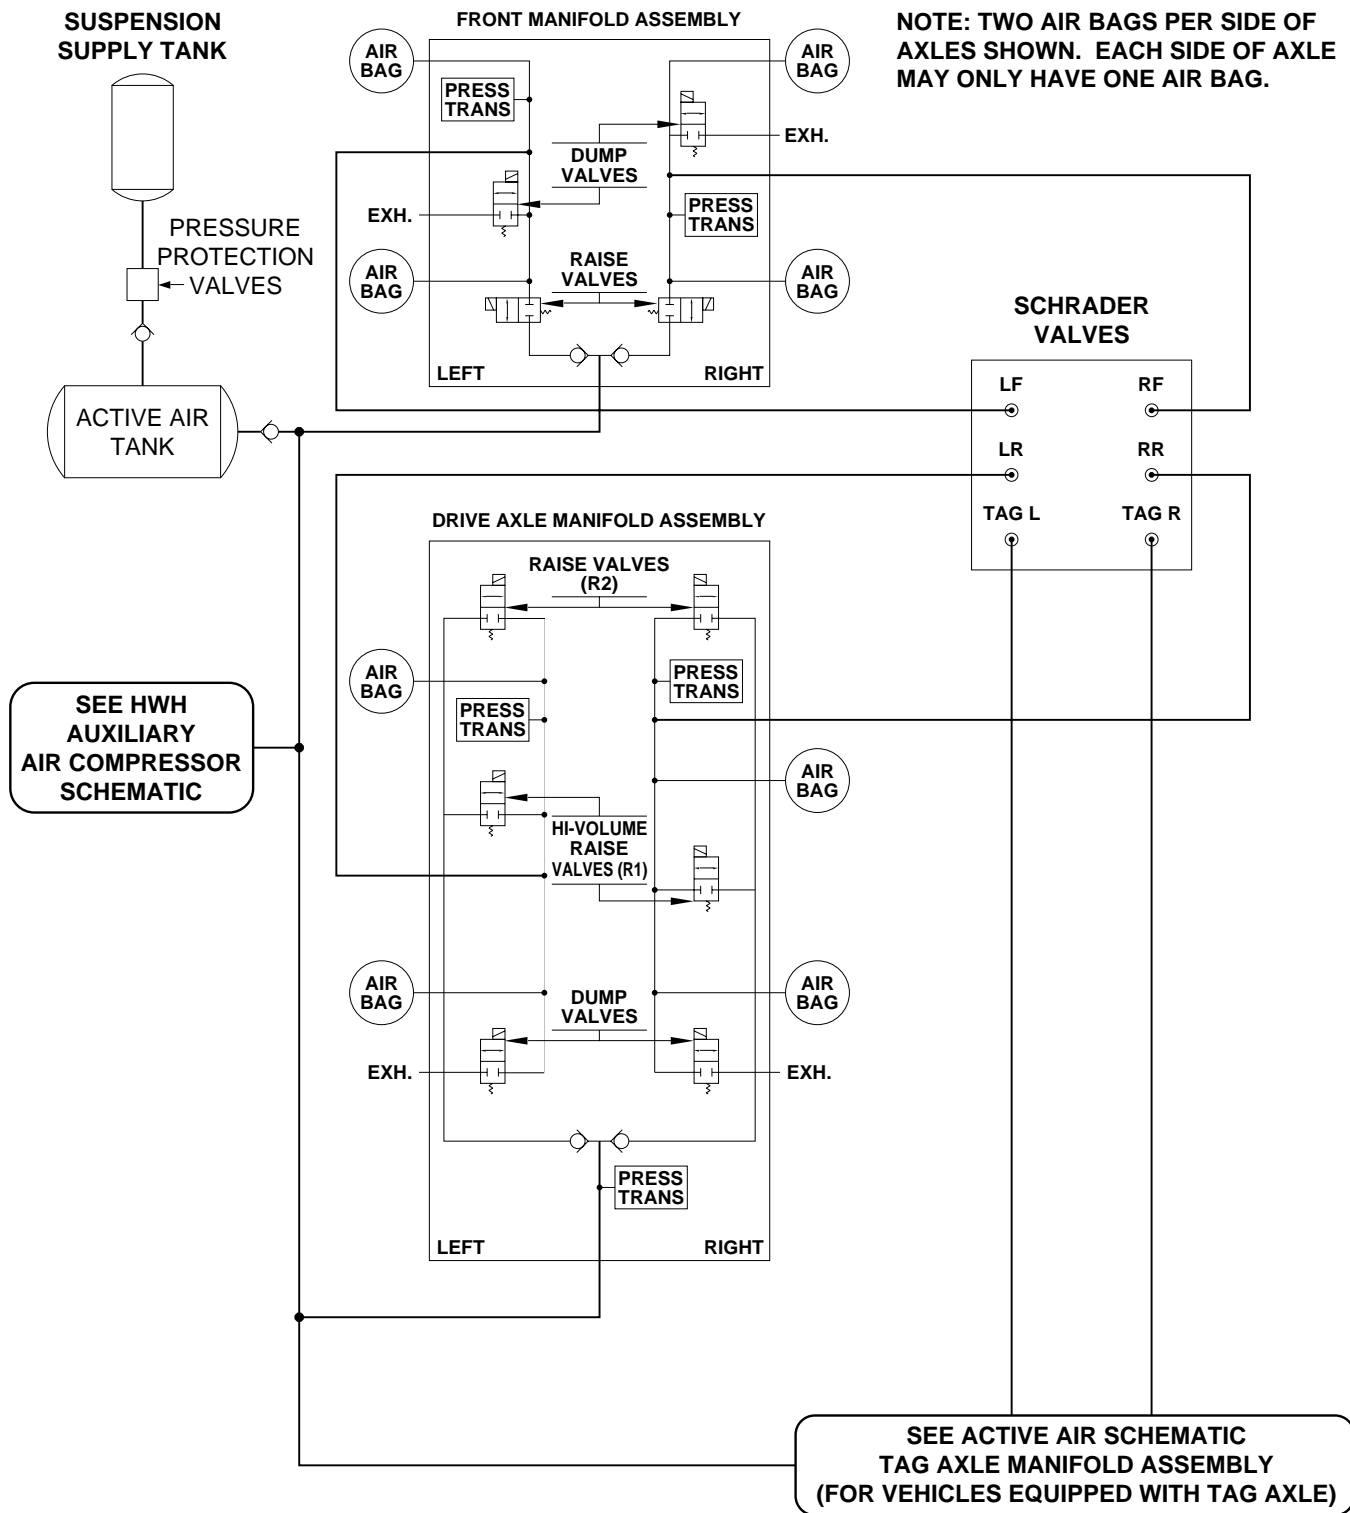 SUSPENSION
SUPPLY TANK
FRONT MANIFOLD ASSEMBLY
NOTE: TWO AIR BAGS PER SIDE OF
AXLES SHOWN. EACH SIDE OF AXLE
MAY ONLY HAVE ONE AIR BAG.
AIR
BAG
AIR
BAG
PRESS
TRANS
EXH.
DUMP
VALVES
EXH.
PRESS
TRANS
PRESSURE
PROTECTION
VALVES
AIR
BAG
RAISE
VALVES
AIR
BAG
LEFT
RIGHT
SCHRADER
VALVES
LF
RF
LR
RR
TAG L
TAG R
ACTIVE AIR
TANK
DRIVE AXLE MANIFOLD ASSEMBLY
RAISE VALVES
(R2)
AIR
BAG
PRESS
TRANS
PRESS
TRANS
SEE HWH
AUXILIARY
AIR COMPRESSOR
SCHEMATIC
AIR
BAG
HI-VOLUME
RAISE
VALVES (R1)
AIR
BAG
DUMP
VALVES
AIR
BAG
EXH.
EXH.
PRESS
TRANS
LEFT
RIGHT
SEE ACTIVE AIR SCHEMATIC
TAG AXLE MANIFOLD ASSEMBLY
(FOR VEHICLES EQUIPPED WITH TAG AXLE)